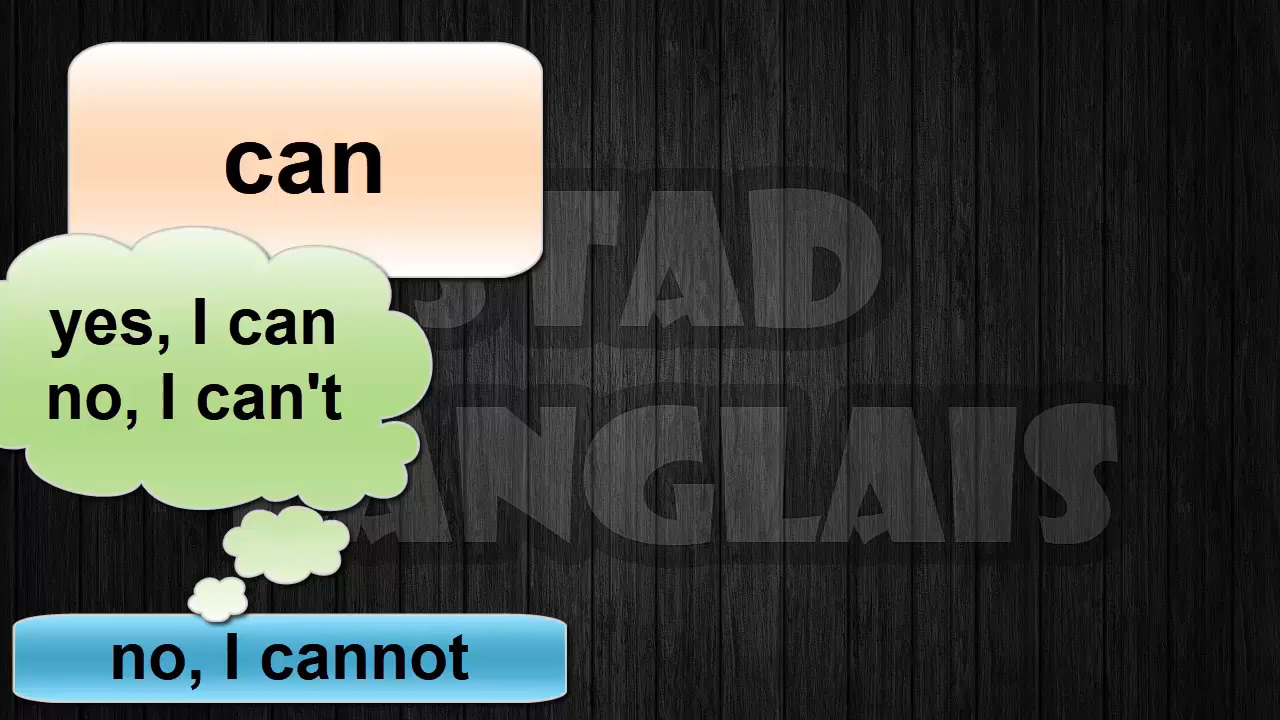 can
yes, I can
no, I can't
no, I cannot
STAD
ANGLAIS